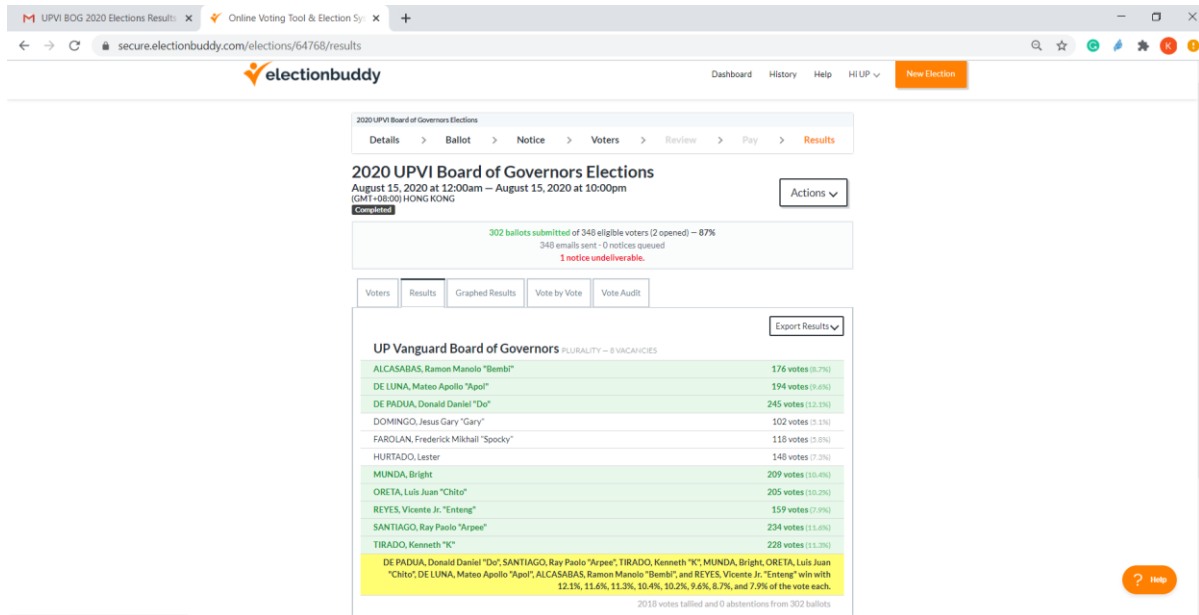 UPVI BOG 2020 Elections Results
Online Voting Tool & Election Sy
secure.electionbuddy.com/elections/64768/results
K
electionbuddy
Dashboard History Help HI UP New Election
2020 UPVI Board of Governors Elections
Details > Ballot > Notice > Voters > Review > Pay > Results
2020 UPVI Board of Governors Elections
August 15, 2020 at 12:00am — August 15, 2020 at 10:00pm
(GMT+08:00) HONG KONG
Completed
Actions
302 ballots submitted of 348 eligible voters (2 opened) — 87%
348 emails sent - 0 notices queued
1 notice undeliverable.
Voters Results Graphed Results Vote by Vote Vote Audit
Export Results
UP Vanguard Board of Governors PLURALITY — 8 VACANCIES
ALCASABAS, Ramon Manolo "Bembi" 176 votes (8.7%)
DE LUNA, Mateo Apollo "Apol" 194 votes (9.6%)
DE PADUA, Donald Daniel "Do" 245 votes (12.1%)
DOMINGO, Jesus Gary "Gary" 102 votes (5.1%)
FAROLAN, Frederick Mikhail "Spocky" 118 votes (5.8%)
HURTADO, Lester 148 votes (7.3%)
MUNDA, Bright 209 votes (10.4%)
ORETA, Luis Juan "Chito" 205 votes (10.2%)
REYES, Vicente Jr. "Enteng" 159 votes (7.9%)
SANTIAGO, Ray Paolo "Arpee" 234 votes (11.6%)
TIRADO, Kenneth "K" 228 votes (11.3%)
DE PADUA, Donald Daniel "Do", SANTIAGO, Ray Paolo "Arpee", TIRADO, Kenneth "K", MUNDA, Bright, ORETA, Luis Juan
"Chito", DE LUNA, Mateo Apollo "Apol", ALCASABAS, Ramon Manolo "Bembi", and REYES, Vicente Jr. "Enteng" win with
12.1%, 11.6%, 11.3%, 10.4%, 10.2%, 9.6%, 8.7%, and 7.9% of the vote each.
2018 votes tallied and 0 abstentions from 302 ballots
? Help